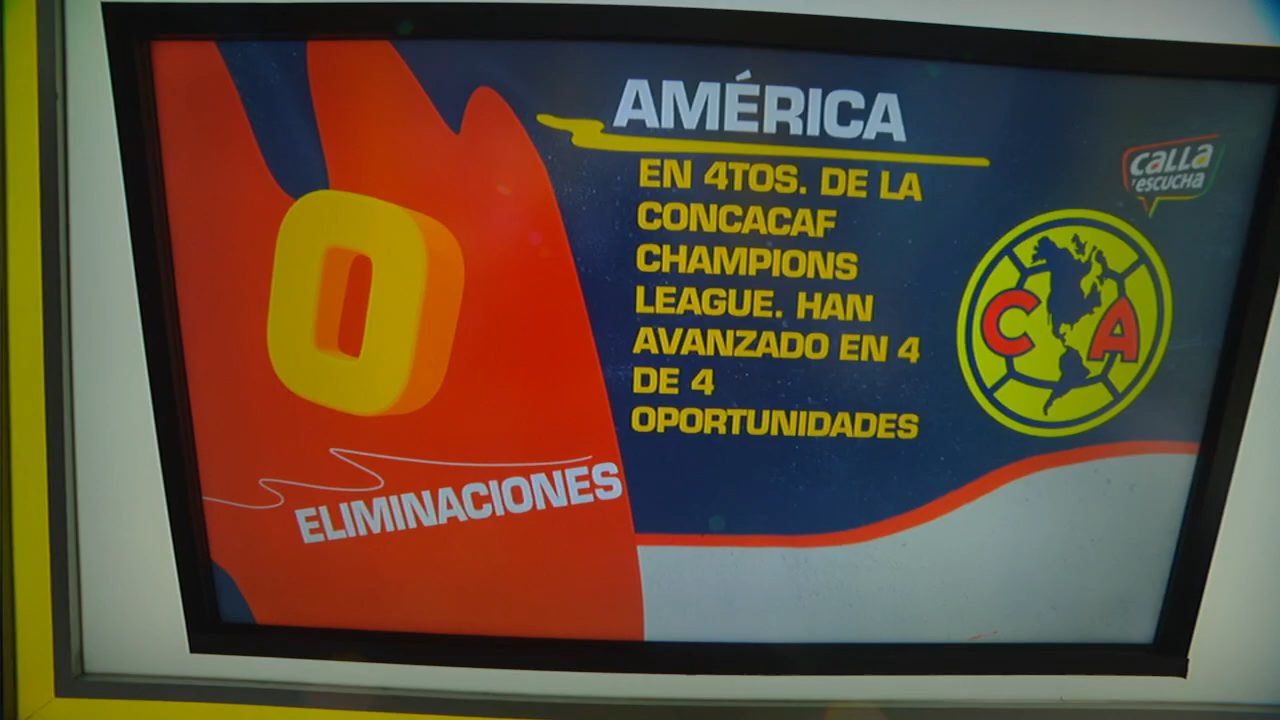 AMÉRICA
EN 4TOS. DE LA
CONCACAF
CHAMPIONS
LEAGUE. HAN
AVANZADO EN 4
DE 4
OPORTUNIDADES
0
ELIMINACIONES
CALLA
Y ESCUCHA
C A